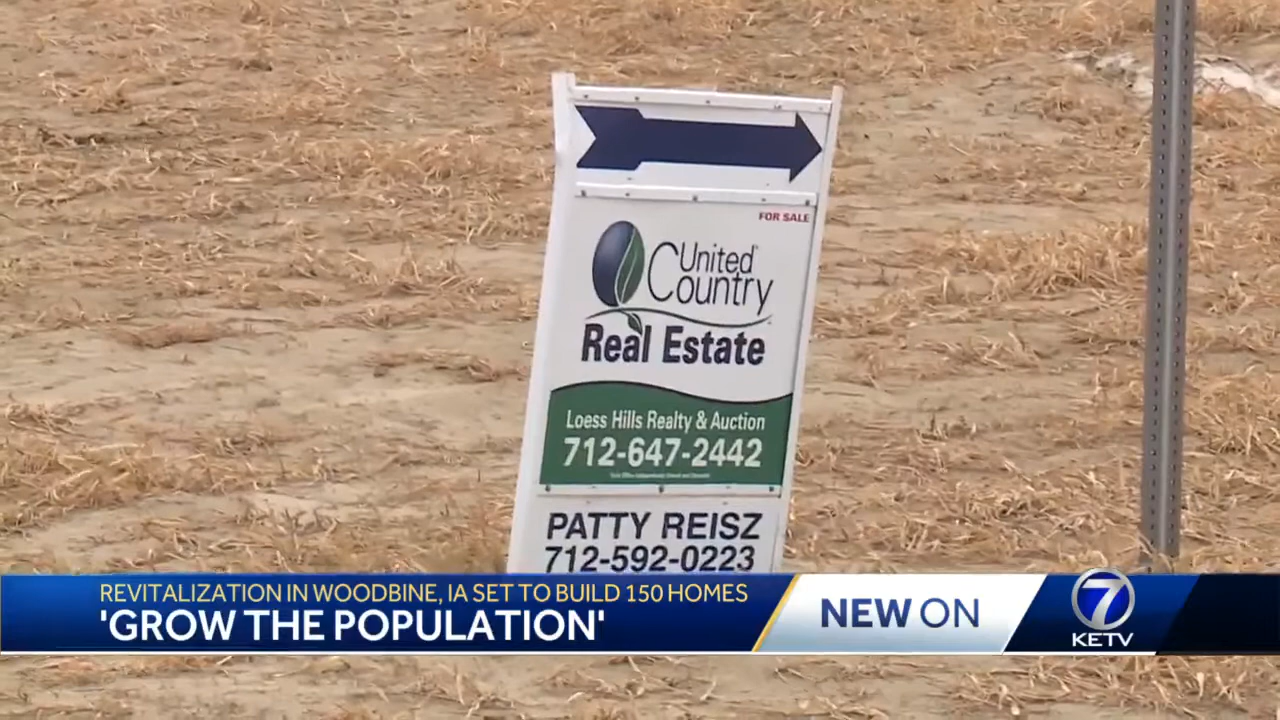 FOR SALE
United
Country
Real Estate
Loess Hills Realty & Auction
712-647-2442
PATTY REISZ
712-592-0223
REVITALIZATION IN WOODBINE, IA SET TO BUILD 150 HOMES
'GROW THE POPULATION'
NEW ON
7
KETV